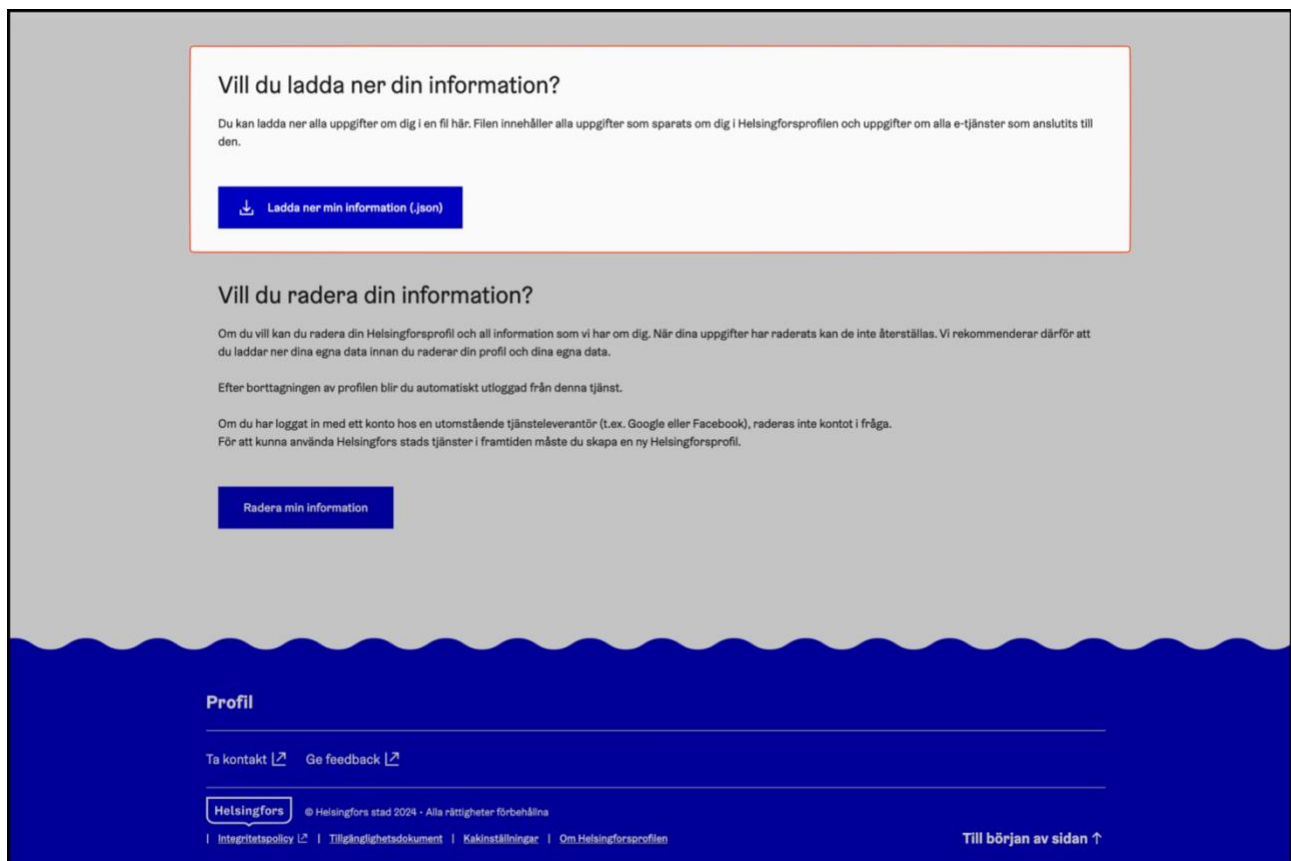 Vill du ladda ner din information?
Du kan ladda ner alla uppgifter om dig i en fil här. Filen innehåller alla uppgifter som sparats om dig i Helsingforsprofilen och uppgifter om alla e-tjänster som anslutits till
den.
Ladda ner min information (.json)
Vill du radera din information?
Om du vill kan du radera din Helsingforsprofil och all information som vi har om dig. När dina uppgifter har raderats kan de inte återställas. Vi rekommenderar därför att
du laddar ner dina egna data innan du raderar din profil och dina egna data.
Efter borttagningen av profilen blir du automatiskt utloggad från denna tjänst.
Om du har loggat in med ett konto hos en utomstående tjänsteleverantör (t.ex. Google eller Facebook), raderas inte kontot i fråga.
För att kunna använda Helsingfors stads tjänster i framtiden måste du skapa en ny Helsingforsprofil.
Radera min information
Profil
Ta kontakt Ge feedback
Helsingfors © Helsingfors stad 2024 • Alla rättigheter förbehållna
| Integritetspolicy | Tillgänglighetsdokument | Kakinställningar | Om Helsingforsprofilen Till början av sidan ↑